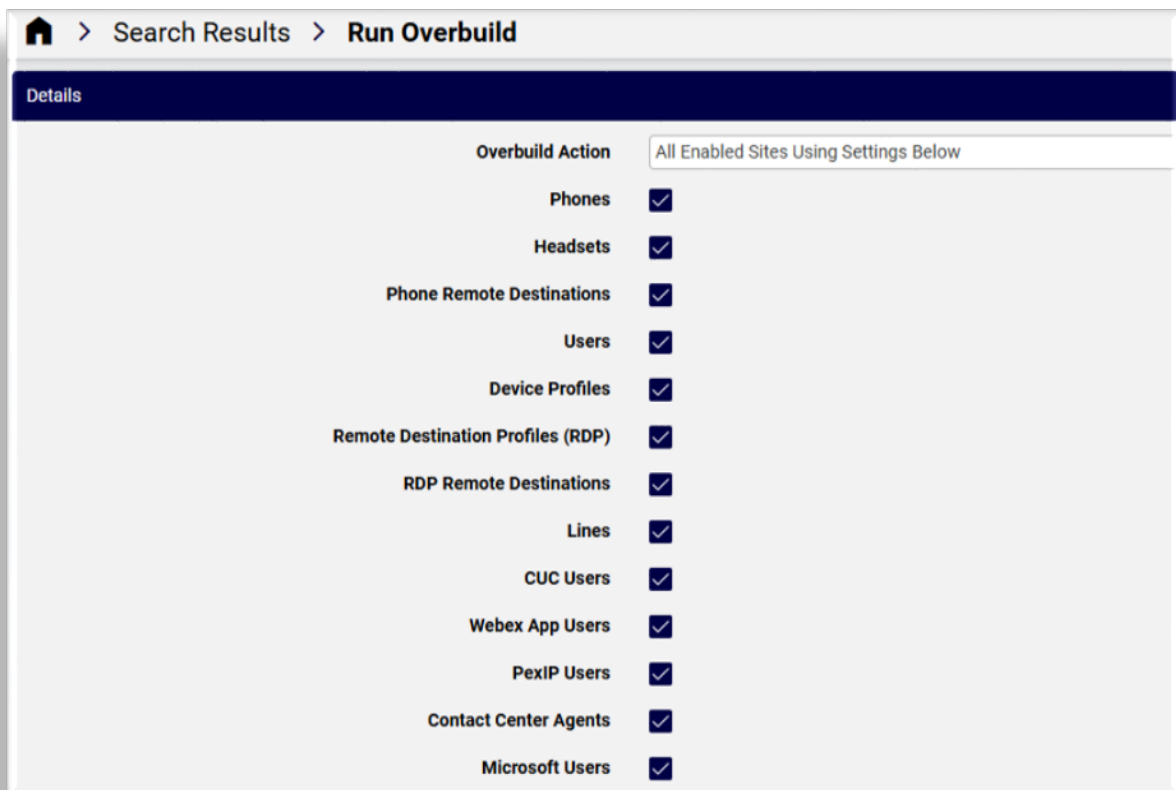 > Search Results > Run Overbuild
Details
Overbuild Action All Enabled Sites Using Settings Below
Phones
Headsets
Phone Remote Destinations
Users
Device Profiles
Remote Destination Profiles (RDP)
RDP Remote Destinations
Lines
CUC Users
Webex App Users
PexIP Users
Contact Center Agents
Microsoft Users